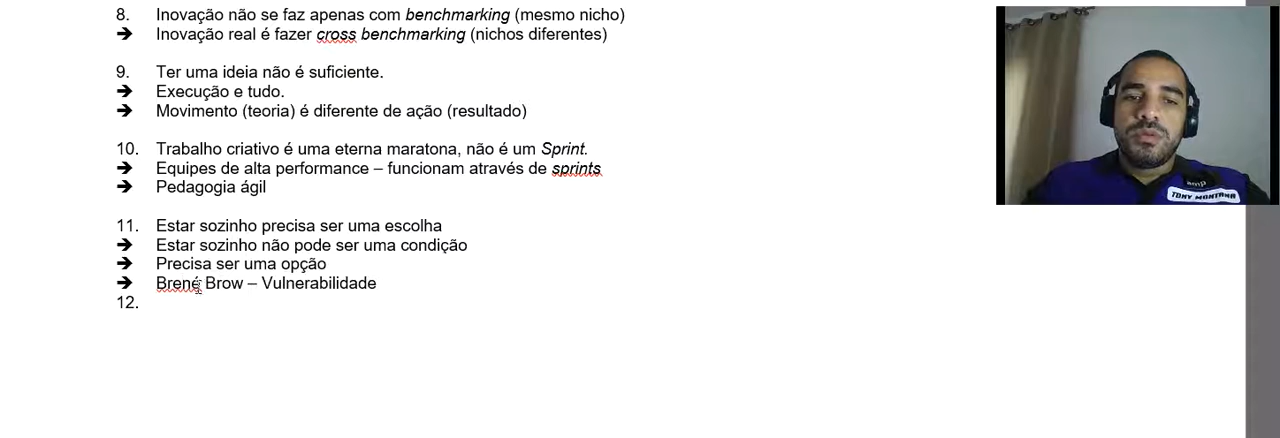 8. Inovação não se faz apenas com benchmarking (mesmo nicho)
➔ Inovação real é fazer cross benchmarking (nichos diferentes)
9. Ter uma ideia não é suficiente.
➔ Execução e tudo.
➔ Movimento (teoria) é diferente de ação (resultado)
10. Trabalho criativo é uma eterna maratona, não é um Sprint.
➔ Equipes de alta performance – funcionam através de sprints
➔ Pedagogia ágil
11. Estar sozinho precisa ser uma escolha
➔ Estar sozinho não pode ser uma condição
➔ Precisa ser uma opção
➔ Brené Brow – Vulnerabilidade
12.
smp
TONY MONTANA